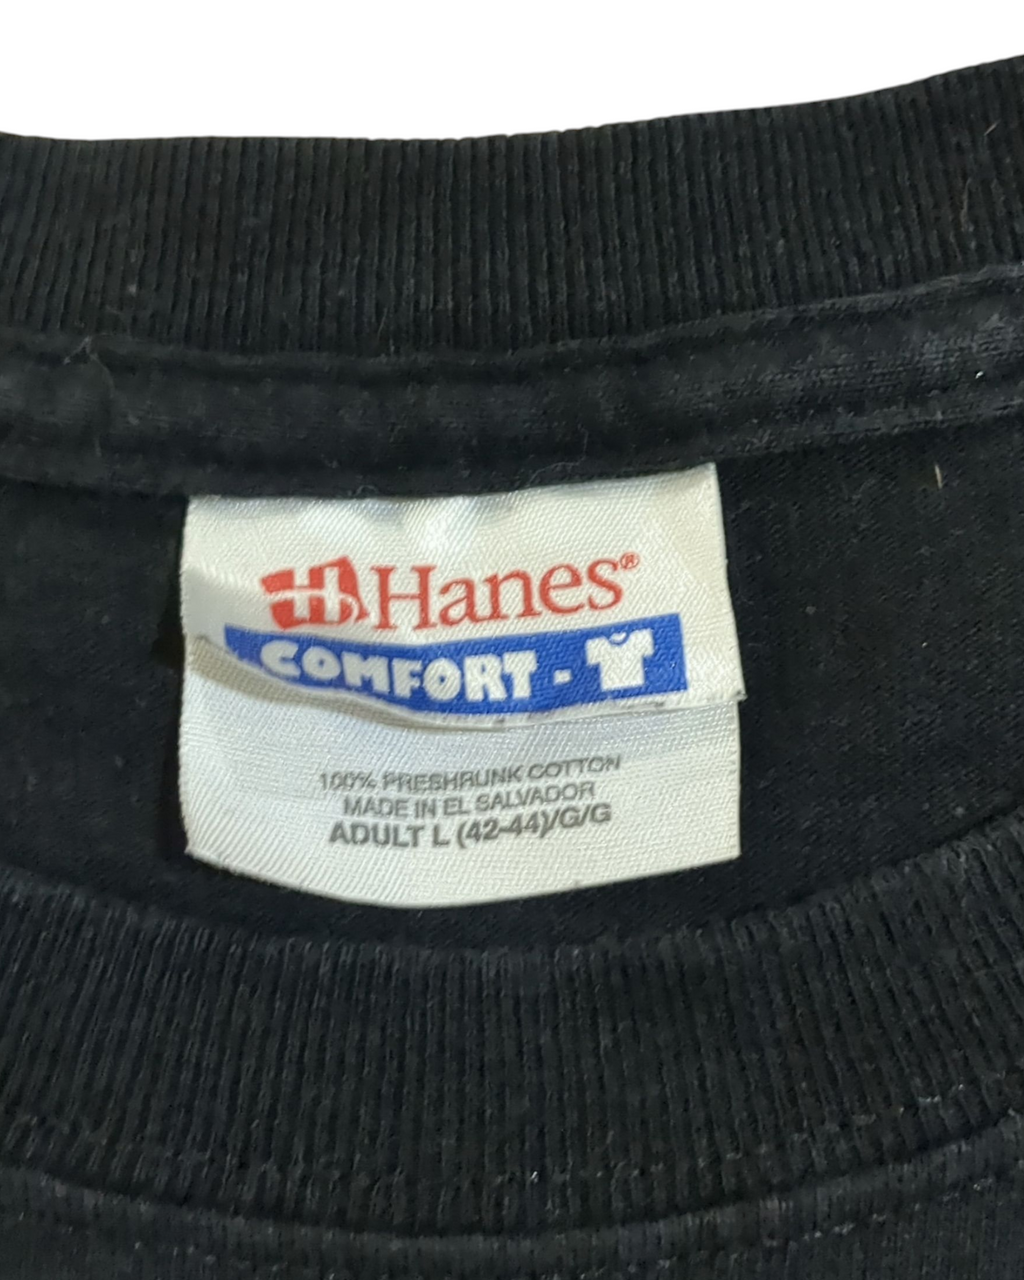 Hanes®
COMFORT-T
100% PRESHRUNK COTTON
MADE IN EL SALVADOR
ADULT L (42-44)/G/G